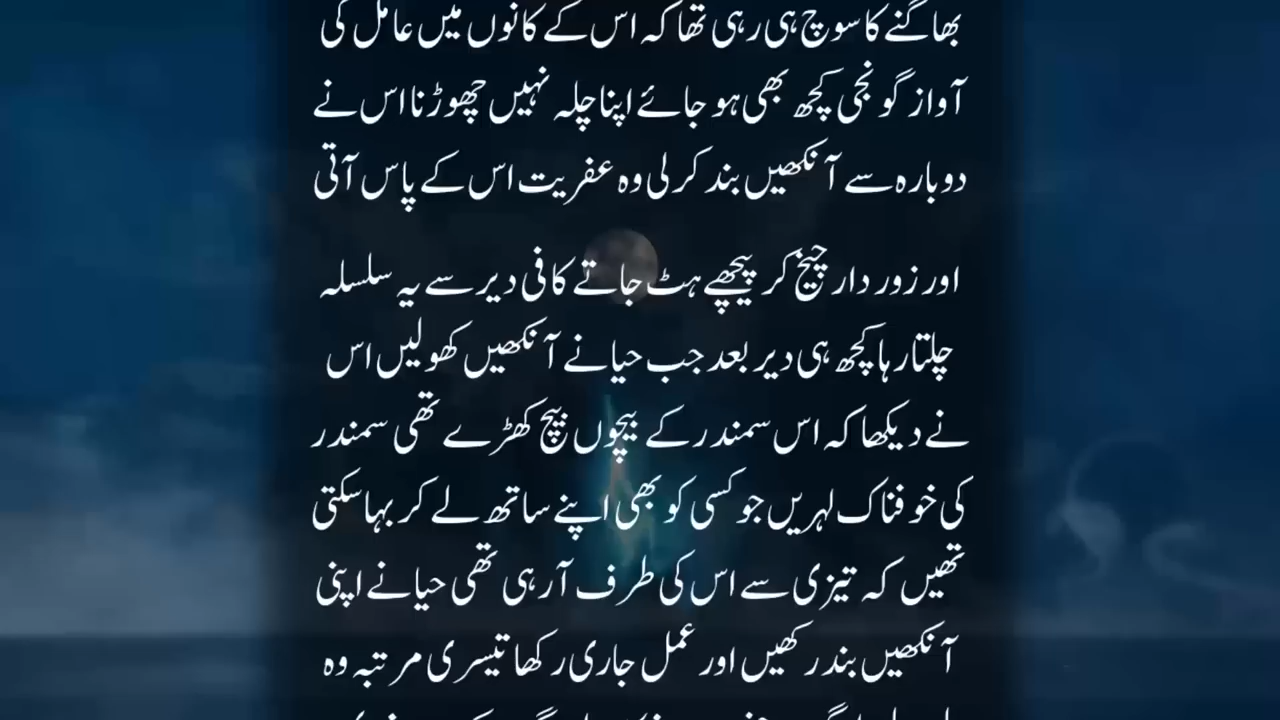 بھاگنے کا سوچ ہی رہی تھا کہ اس کے کانوں میں عامل کی
آواز گونجی کچھ بھی ہو جائے اپنا چلہ نہیں چھوڑنا اس نے
دوبارہ سے آنکھیں بند کر لی وہ عفریت اس کے پاس آتی
اور زور دار چیخ کر پیچھے ہٹ جاتے کافی دیر سے یہ سلسلہ
چلتا رہا کچھ ہی دیر بعد جب حیا نے آنکھیں کھولیں اس
نے دیکھا کہ اس سمندر کے بیچوں بیچ کھڑے تھی سمندر
کی خوفناک لہریں جو کسی کو بھی اپنے ساتھ لے کر بہا سکتی
تھیں کہ تیزی سے اس کی طرف آ رہی تھی حیا نے اپنی
آنکھیں بند رکھیں اور عمل جاری رکھا تیسری مرتبہ وہ